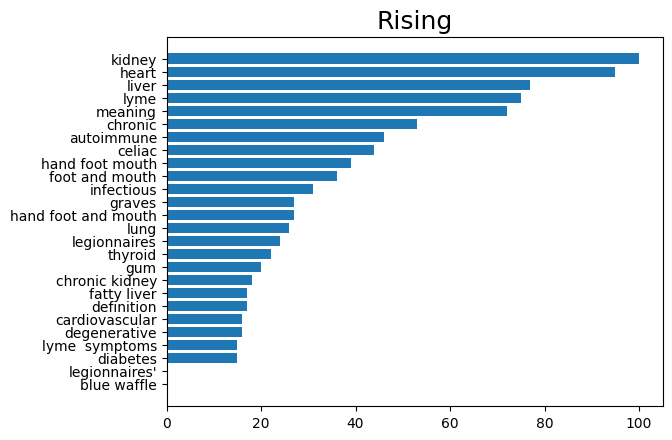 Rising
kidney
heart
liver
lyme
meaning
chronic
autoimmune
celiac
hand foot mouth
foot and mouth
infectious
graves
hand foot and mouth
lung
legionnaires
thyroid
gum
chronic kidney
fatty liver
definition
cardiovascular
degenerative
lyme  symptoms
diabetes
legionnaires'
blue waffle
0 20 40 60 80 100